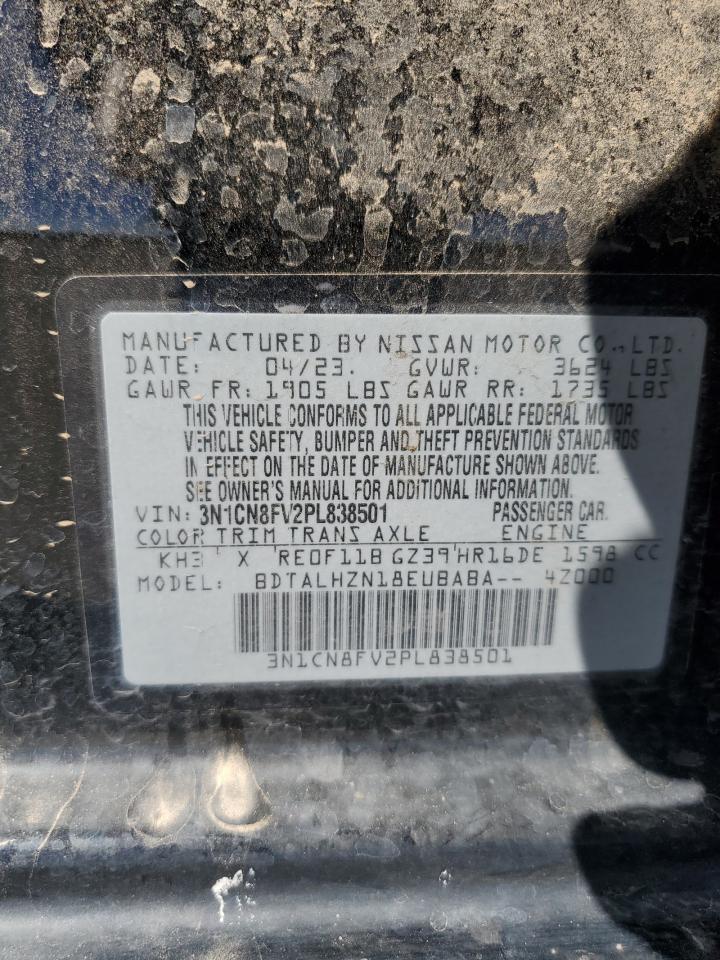 MANUFACTURED BY NISSAN MOTOR CO., LTD.
DATE: 04/23. GVWR: 3624 LBS
GAWR FR: 1905 LBS GAWR RR: 1735 LBS
THIS VEHICLE CONFORMS TO ALL APPLICABLE FEDERAL MOTOR
VEHICLE SAFETY, BUMPER AND THEFT PREVENTION STANDARDS
IN EFFECT ON THE DATE OF MANUFACTURE SHOWN ABOVE.
SEE OWNER'S MANUAL FOR ADDITIONAL INFORMATION.
VIN: 3N1CN8FV2PL838501 PASSENGER CAR.
COLOR TRIM TRANS AXLE ENGINE
KH3 X RE0F11B GZ39 HR16DE 1598 CC
MODEL: BDTALHZN18EUBABA-- 4Z000
3N1CN8FV2PL838501